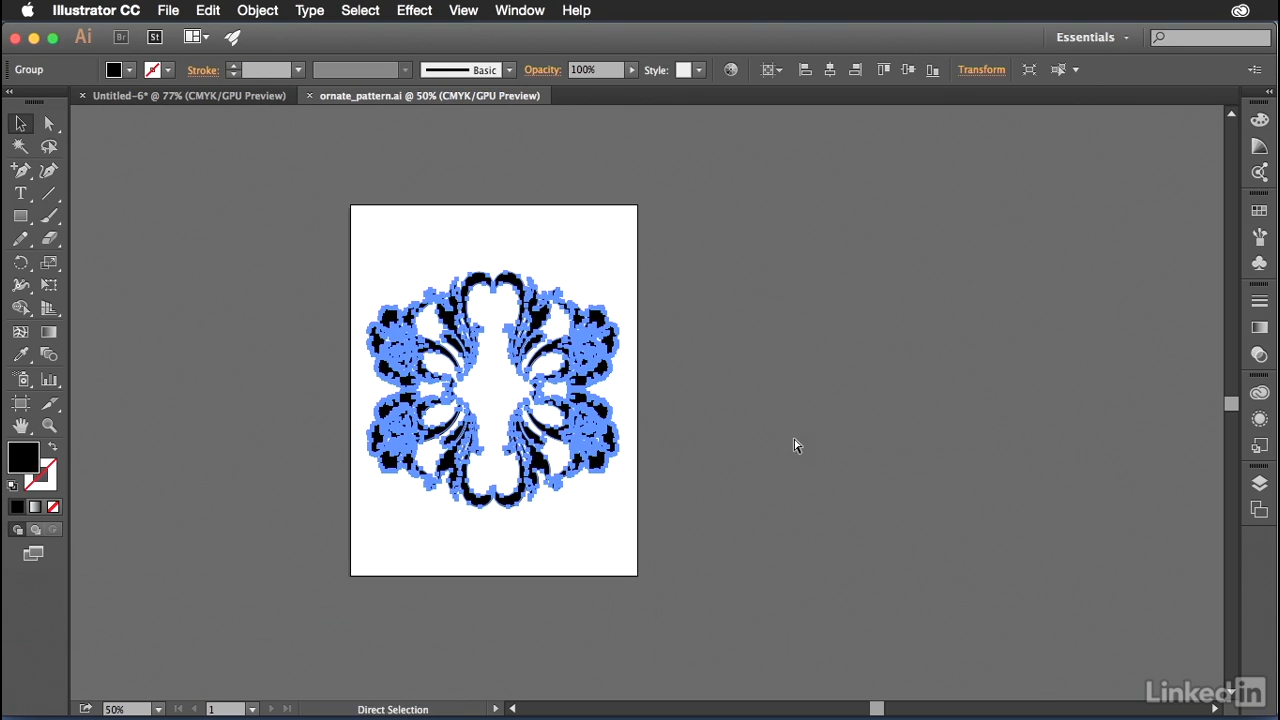 Illustrator CC File Edit Object Type Select Effect View Window Help
Ai Br St Essentials
Group Stroke: Basic Opacity: 100% Style: Transform
× Untitled-6* @ 77% (CMYK/GPU Preview) × ornate_pattern.ai @ 50% (CMYK/GPU Preview)
T
50% 1 Direct Selection
LinkedIn